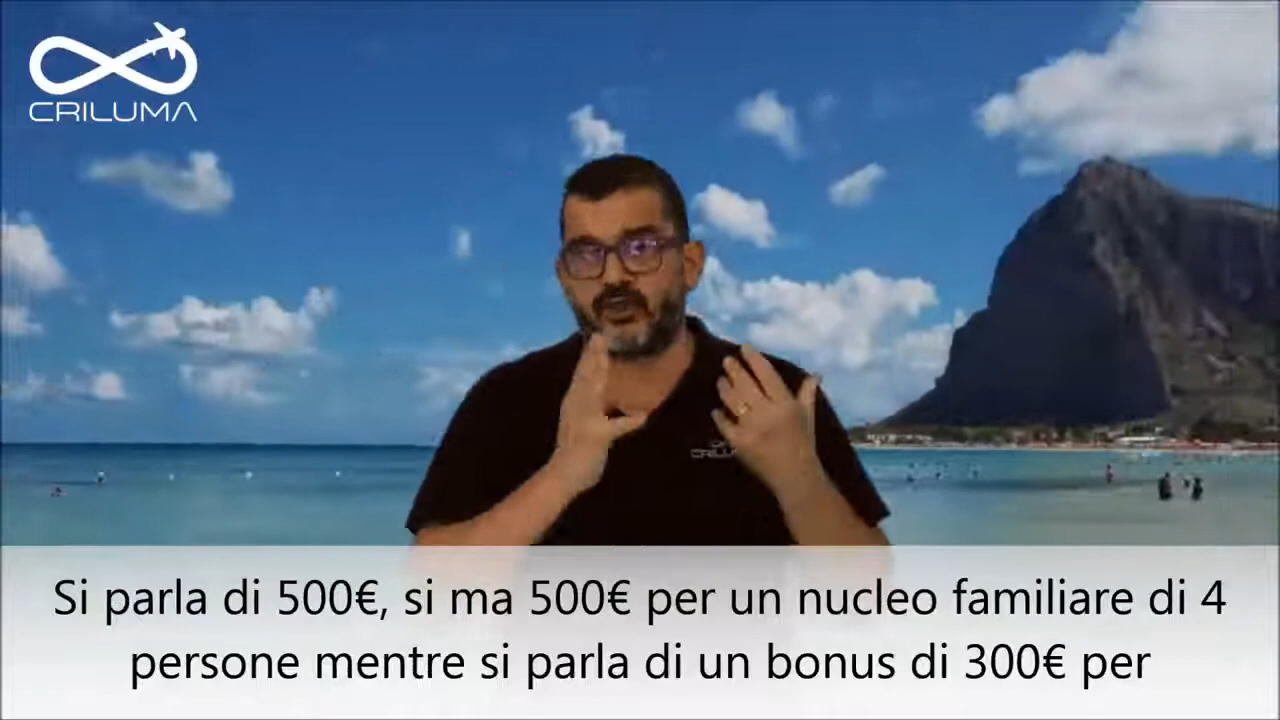 CRILUMA
Si parla di 500€, si ma 500€ per un nucleo familiare di 4
persone mentre si parla di un bonus di 300€ per